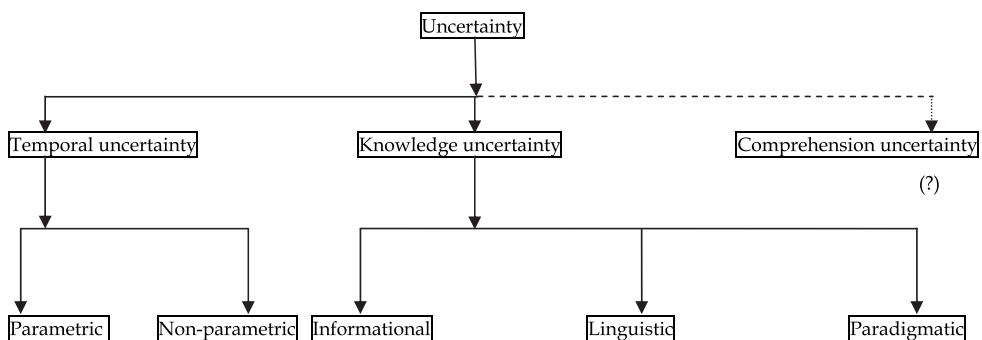 Uncertainty
Temporal uncertainty
Knowledge uncertainty
Comprehension uncertainty
(?)
Parametric
Non-parametric
Informational
Linguistic
Paradigmatic